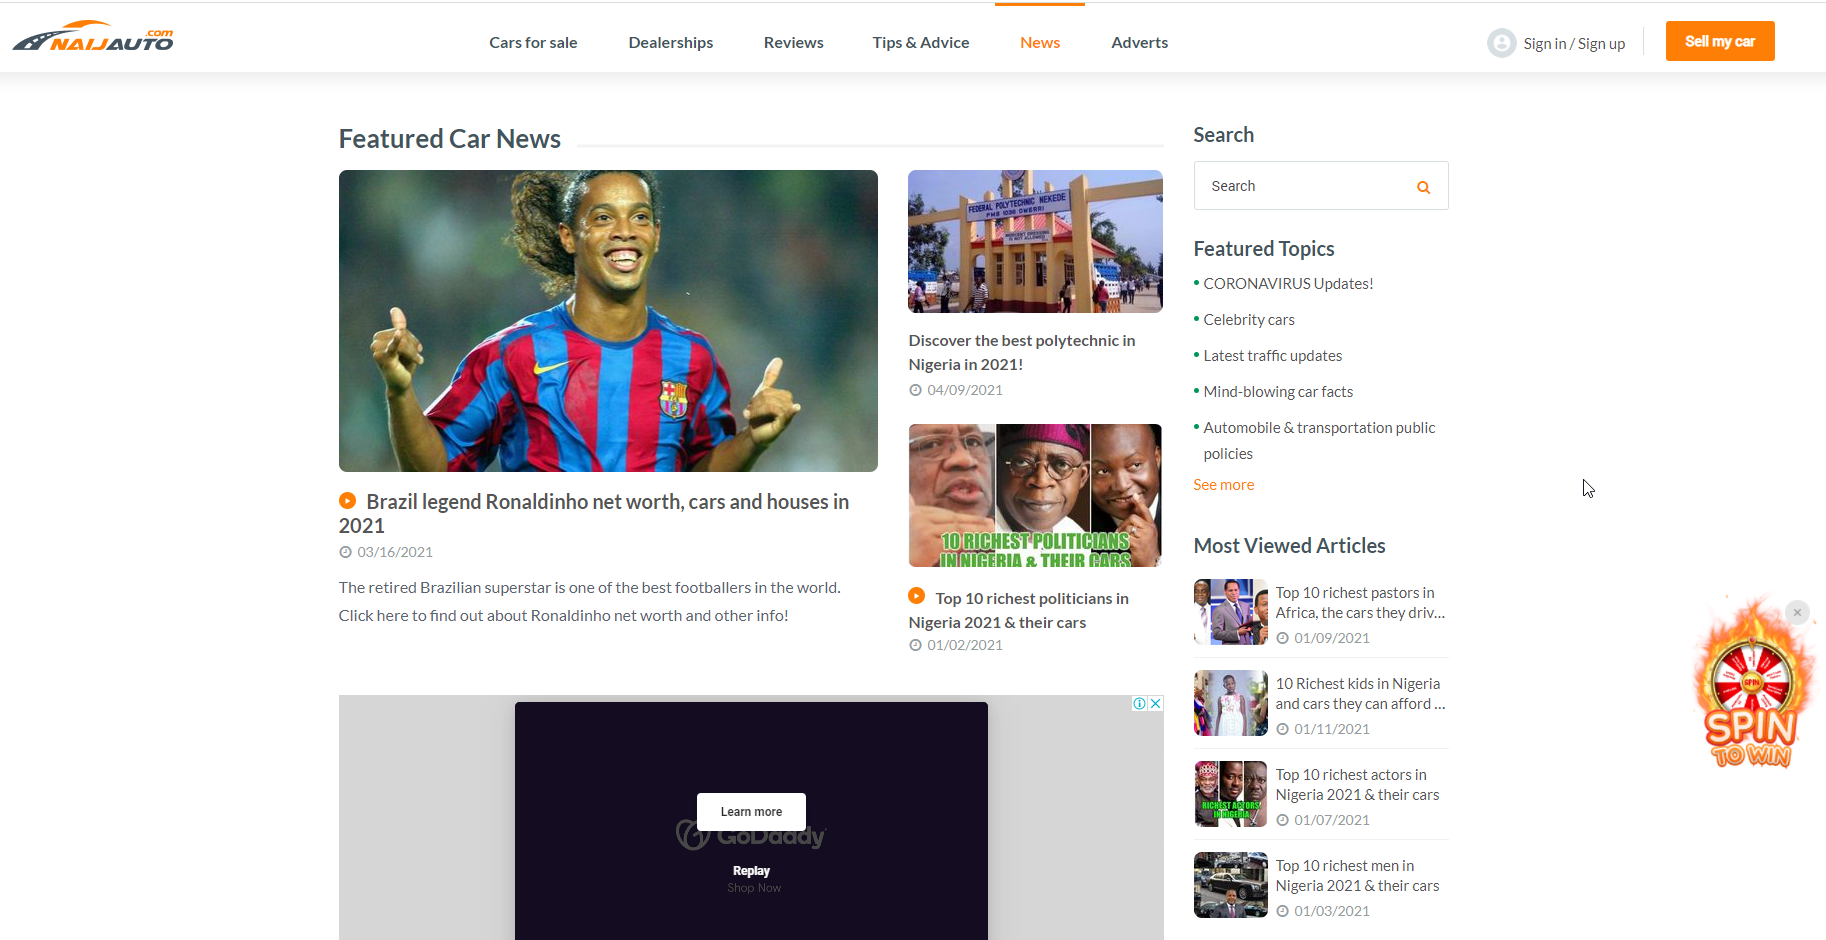 NAIJAUTO.com
Cars for sale
Dealerships
Reviews
Tips & Advice
News
Adverts
Sign in / Sign up
Sell my car
Featured Car News
FEDERAL POLYTECHNIC NEKEDE
PMB 1036 OWERRI
INDECENT DRESSING
IS NOT ALLOWED
Brazil legend Ronaldinho net worth, cars and houses in
2021
03/16/2021
The retired Brazilian superstar is one of the best footballers in the world.
Click here to find out about Ronaldinho net worth and other info!
Discover the best polytechnic in
Nigeria in 2021!
04/09/2021
10 RICHEST POLITICIANS
IN NIGERIA & THEIR CARS
Top 10 richest politicians in
Nigeria 2021 & their cars
01/02/2021
Learn more
GoDaddy
Replay
Shop Now
Search
Search
Featured Topics
• CORONAVIRUS Updates!
• Celebrity cars
• Latest traffic updates
• Mind-blowing car facts
• Automobile & transportation public
policies
See more
Most Viewed Articles
Top 10 richest pastors in
Africa, the cars they driv...
01/09/2021
10 Richest kids in Nigeria
and cars they can afford ...
01/11/2021
RICHEST ACTORS
IN NIGERIA
Top 10 richest actors in
Nigeria 2021 & their cars
01/07/2021
Top 10 richest men in
Nigeria 2021 & their cars
01/03/2021
SPIN
SPIN
TO WIN